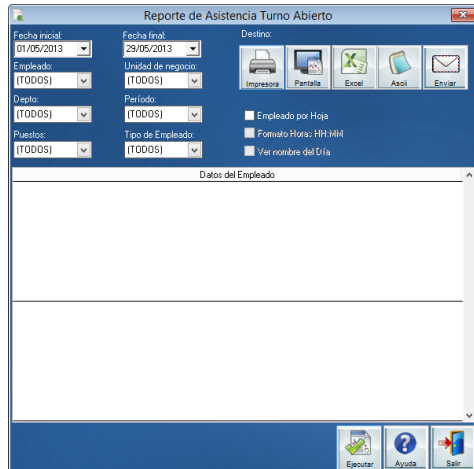 Reporte de Asistencia Turno Abierto
Fecha inicial: Fecha final: Destino:
01/05/2013 29/05/2013
Empleado: Unidad de negocio:
(TODOS) (TODOS)
Impresora Pantalla Excel Ascii Enviar
Depto: Período:
(TODOS) (TODOS)
Empleado por Hoja
Formato Horas HH:MM
Puestos: Tipo de Empleado:
(TODOS) (TODOS)
Ver nombre del Día
Datos del Empleado
Ejecutar Ayuda Salir